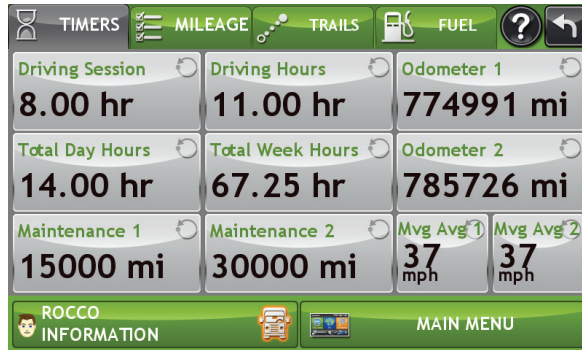 TIMERS MILEAGE TRAILS FUEL ?
Driving Session Driving Hours Odometer 1
8.00 hr 11.00 hr 774991 mi
Total Day Hours Total Week Hours Odometer 2
14.00 hr 67.25 hr 785726 mi
Maintenance 1 Maintenance 2 Mvg Avg 1 Mvg Avg 2
15000 mi 30000 mi 37 37
mph mph
ROCCO
INFORMATION MAIN MENU